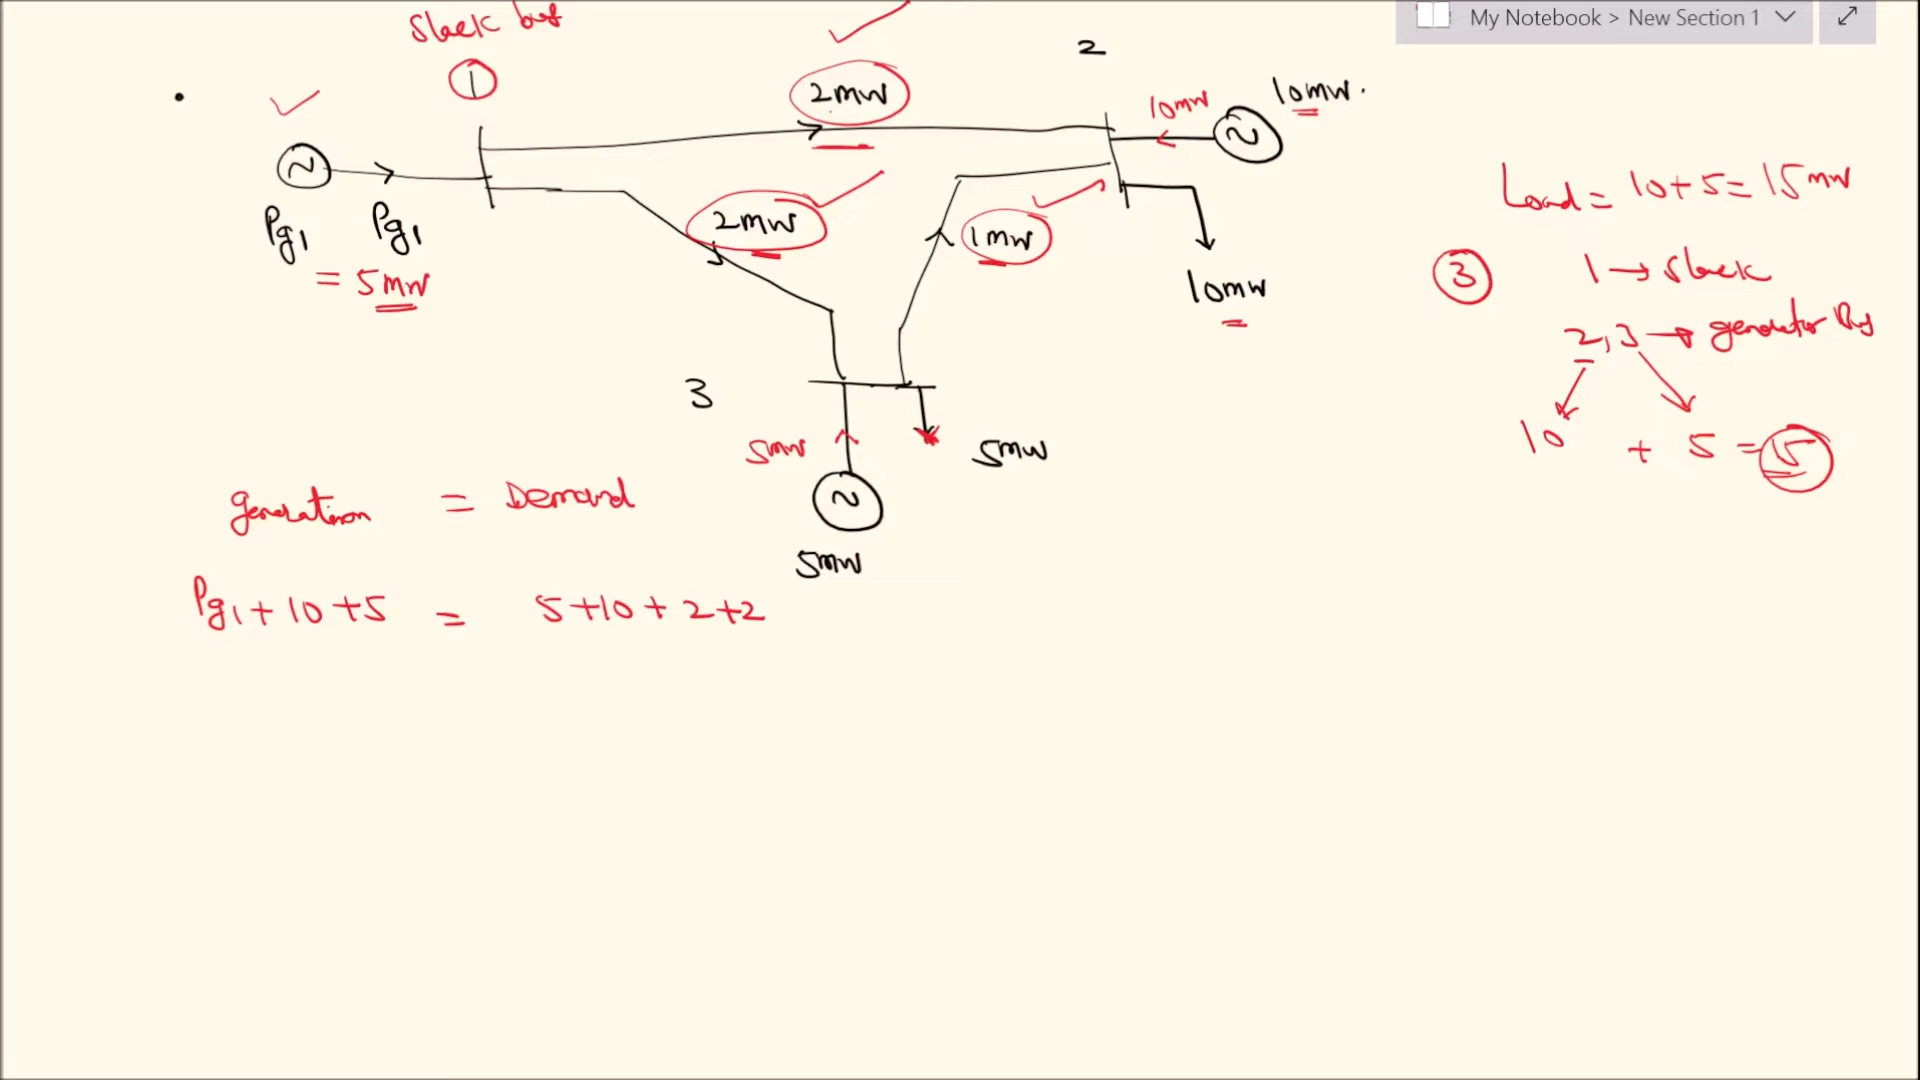 Slack bus
My Notebook > New Section 1
2
1
2mw
10mw
10mw.
Pg1
Pg1
= 5mw
2mw
1mw
10mw
Load = 10+5=15mw
3
1 → slack
2,3 → generator Bus
10 + 5 = 15
3
5mw
5mw
5mw
generation = Demand
Pg1 + 10 + 5 = 5+10+2+2